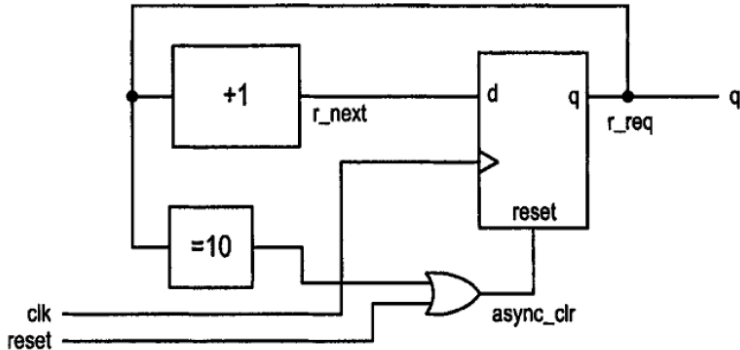 +1
d
q
q
r_next
r_req
reset
=10
clk
async_clr
reset